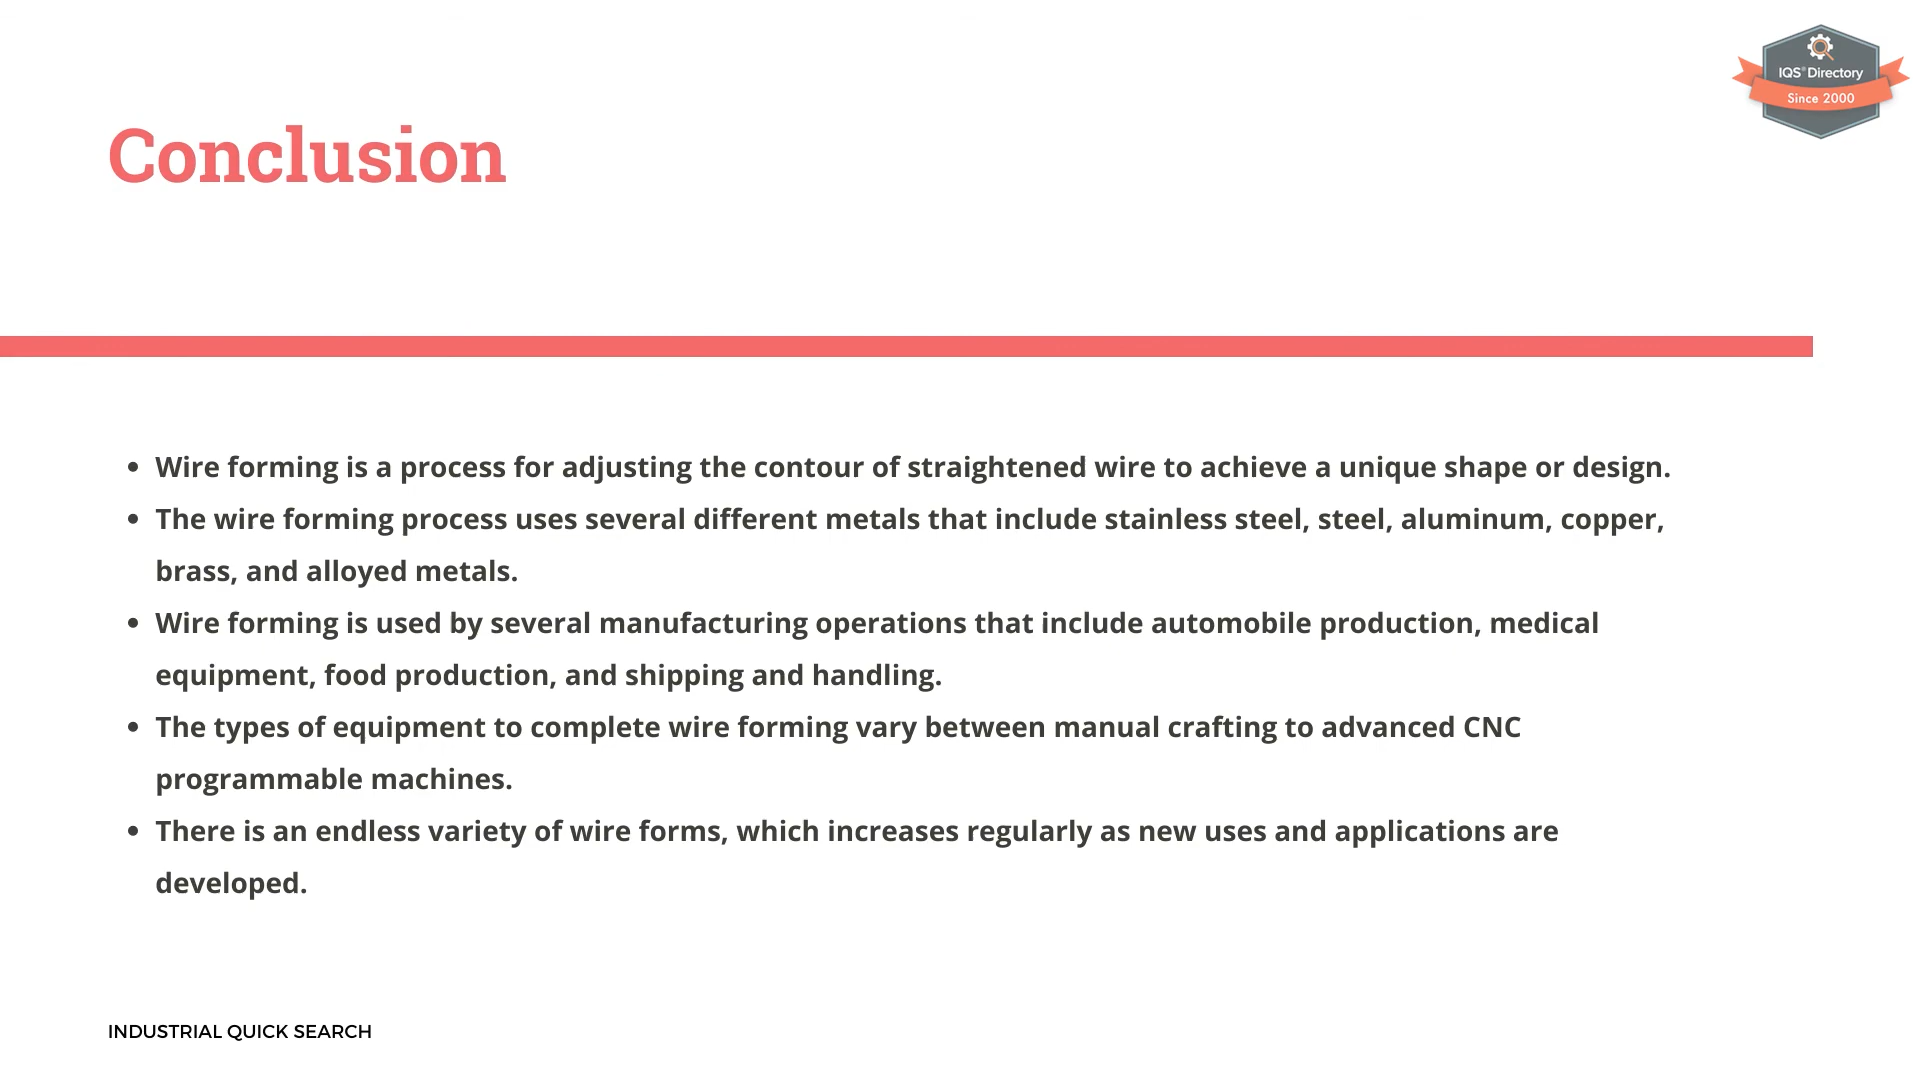 IQS® Directory
Since 2000
Conclusion
• Wire forming is a process for adjusting the contour of straightened wire to achieve a unique shape or design.
• The wire forming process uses several different metals that include stainless steel, steel, aluminum, copper,
brass, and alloyed metals.
• Wire forming is used by several manufacturing operations that include automobile production, medical
equipment, food production, and shipping and handling.
• The types of equipment to complete wire forming vary between manual crafting to advanced CNC
programmable machines.
• There is an endless variety of wire forms, which increases regularly as new uses and applications are
developed.
INDUSTRIAL QUICK SEARCH